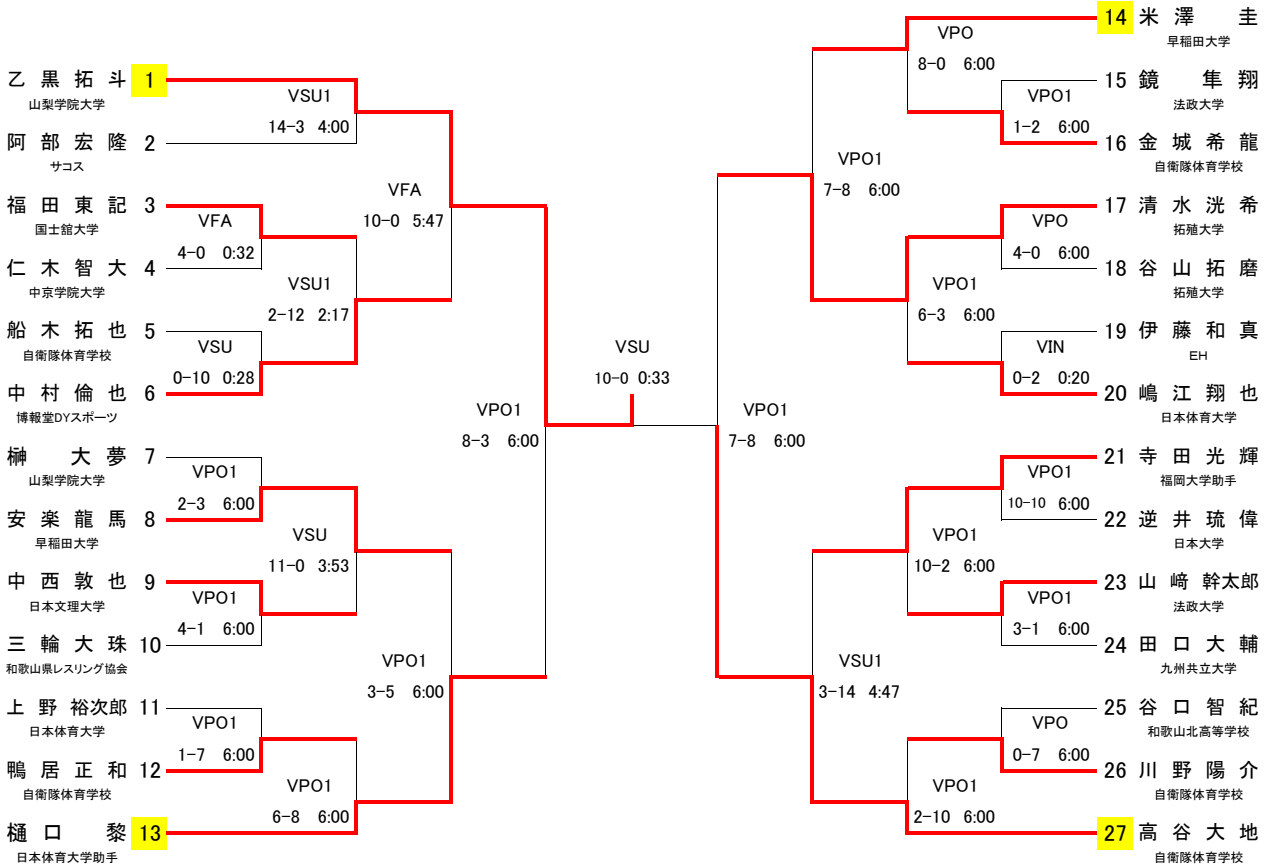 乙黒拓斗 1
山梨学院大学
阿部宏隆 2
サコス
福田東記 3
国士舘大学
仁木智大 4
中京学院大学
船木拓也 5
自衛隊体育学校
中村倫也 6
博報堂DYスポーツ
榊大夢 7
山梨学院大学
安楽龍馬 8
早稲田大学
中西敦也 9
日本文理大学
三輪大珠 10
和歌山県レスリング協会
上野裕次郎 11
日本体育大学
鴨居正和 12
自衛隊体育学校
樋口黎 13
日本体育大学助手
VSU1
14-3 4:00
VFA
4-0 0:32
VSU
0-10 0:28
VPO1
2-3 6:00
VPO1
4-1 6:00
VPO1
1-7 6:00
VSU1
2-12 2:17
VSU
11-0 3:53
VPO1
6-8 6:00
VFA
10-0 5:47
VPO1
3-5 6:00
VPO1
8-3 6:00
VSU
10-0 0:33
VPO1
7-8 6:00
VPO1
7-8 6:00
VSU1
3-14 4:47
VPO
8-0 6:00
VPO1
6-3 6:00
VPO1
10-2 6:00
VPO1
2-10 6:00
VPO1
1-2 6:00
VPO
4-0 6:00
VIN
0-2 0:20
VPO1
10-10 6:00
VPO1
3-1 6:00
VPO
0-7 6:00
14 米澤圭
早稲田大学
15 鏡隼翔
法政大学
16 金城希龍
自衛隊体育学校
17 清水洸希
拓殖大学
18 谷山拓磨
拓殖大学
19 伊藤和真
EH
20 嶋江翔也
日本体育大学
21 寺田光輝
福岡大学助手
22 逆井琉偉
日本大学
23 山﨑幹太郎
法政大学
24 田口大輔
九州共立大学
25 谷口智紀
和歌山北高等学校
26 川野陽介
自衛隊体育学校
27 高谷大地
自衛隊体育学校